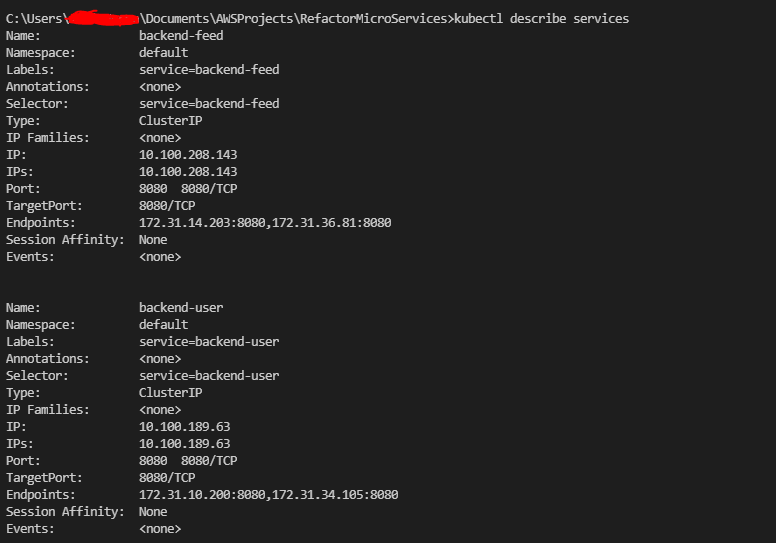 C:\Users\ \Documents\AWSProjects\RefactorMicroServices>kubectl describe services
Name: backend-feed
Namespace: default
Labels: service=backend-feed
Annotations: <none>
Selector: service=backend-feed
Type: ClusterIP
IP Families: <none>
IP: 10.100.208.143
IPs: 10.100.208.143
Port: 8080 8080/TCP
TargetPort: 8080/TCP
Endpoints: 172.31.14.203:8080,172.31.36.81:8080
Session Affinity: None
Events: <none>
Name: backend-user
Namespace: default
Labels: service=backend-user
Annotations: <none>
Selector: service=backend-user
Type: ClusterIP
IP Families: <none>
IP: 10.100.189.63
IPs: 10.100.189.63
Port: 8080 8080/TCP
TargetPort: 8080/TCP
Endpoints: 172.31.10.200:8080,172.31.34.105:8080
Session Affinity: None
Events: <none>